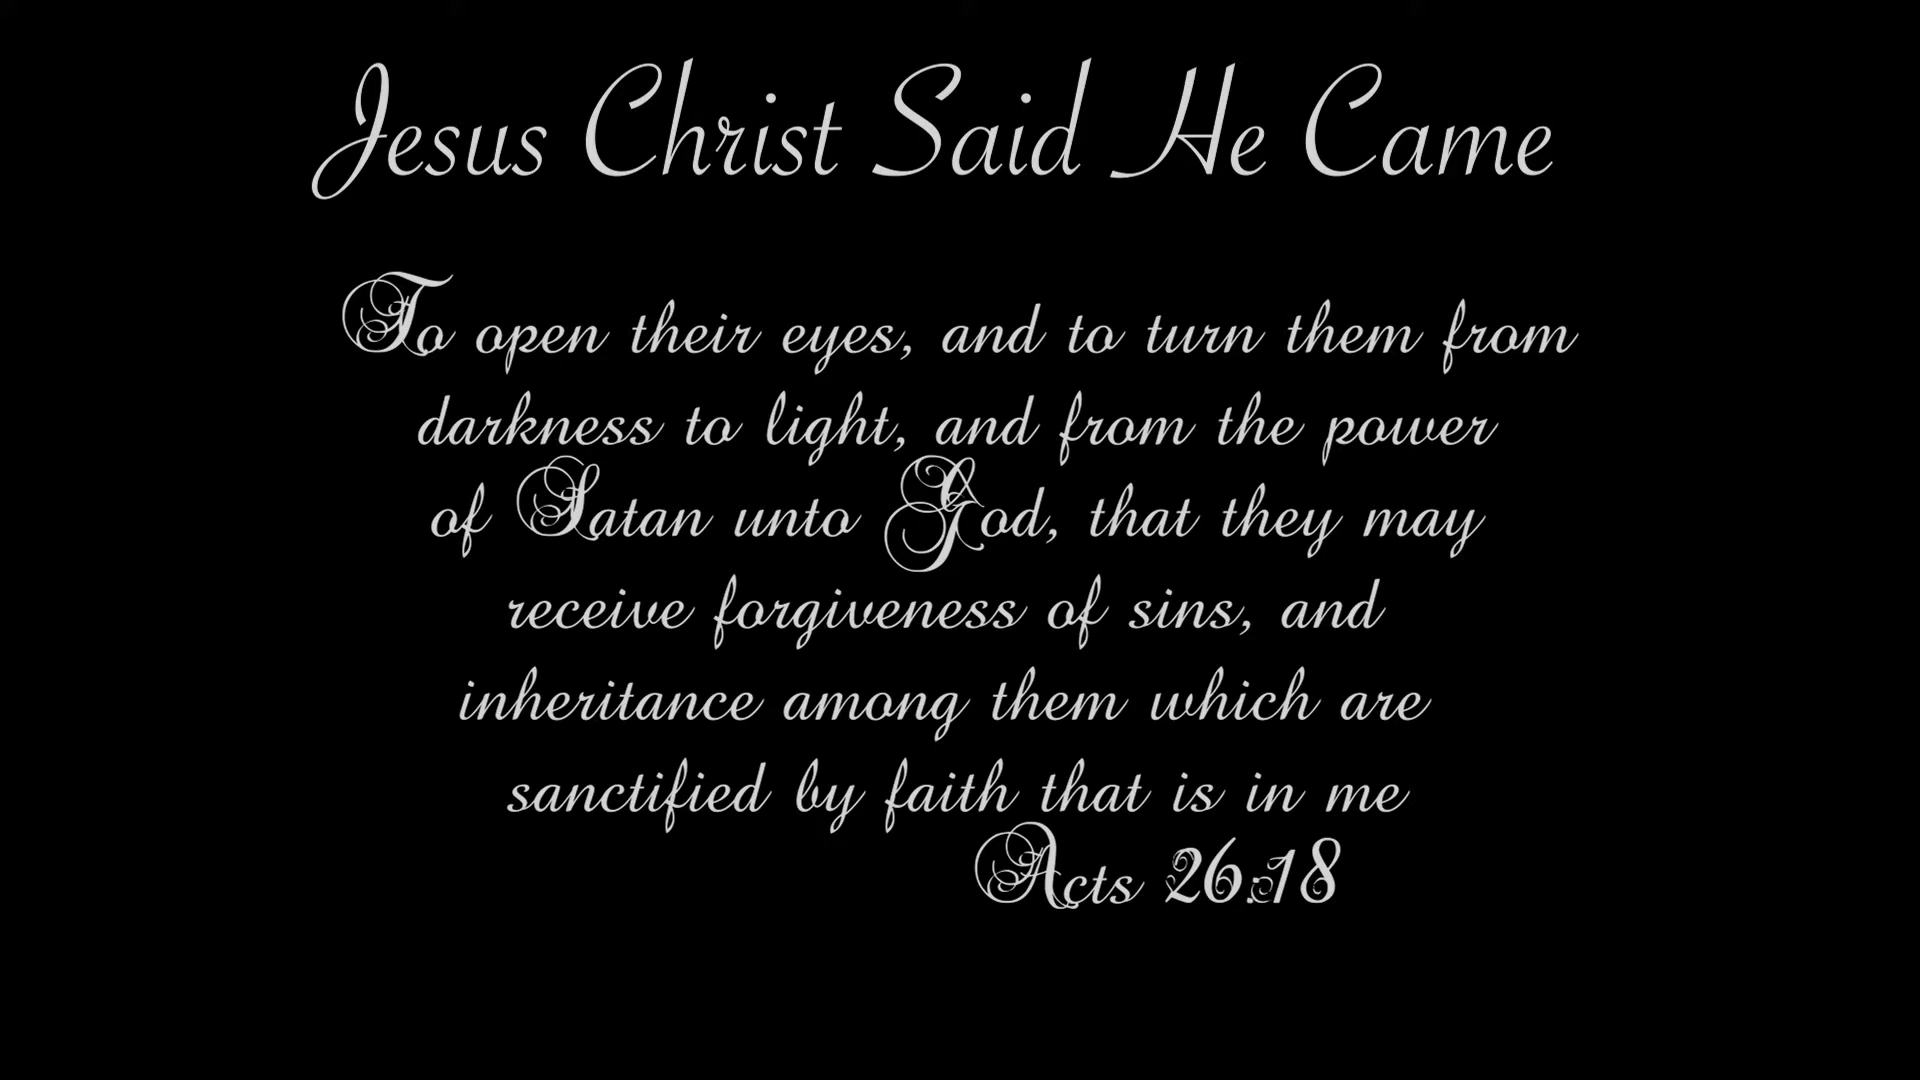 Jesus Christ Said He Came
To open their eyes, and to turn them from
darkness to light, and from the power
of Satan unto God, that they may
receive forgiveness of sins, and
inheritance among them which are
sanctified by faith that is in me
Acts 26:18